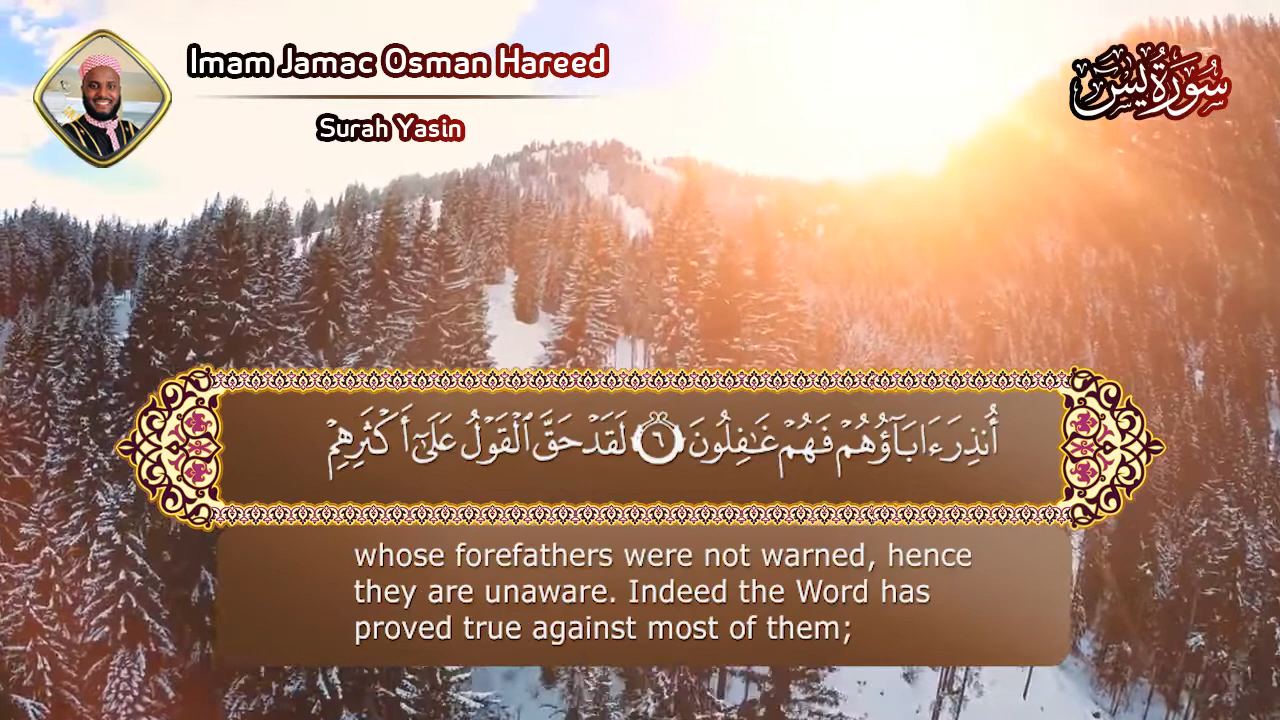 Imam Jamac Osman Hareed
Surah Yasin
سُورَةُ يسٓ
أُنذِرَ ءَابَآؤُهُمْ فَهُمْ غَـٰفِلُونَ ٦ لَقَدْ حَقَّ ٱلْقَوْلُ عَلَىٰٓ أَكْثَرِهِمْ
whose forefathers were not warned, hence
they are unaware. Indeed the Word has
proved true against most of them;